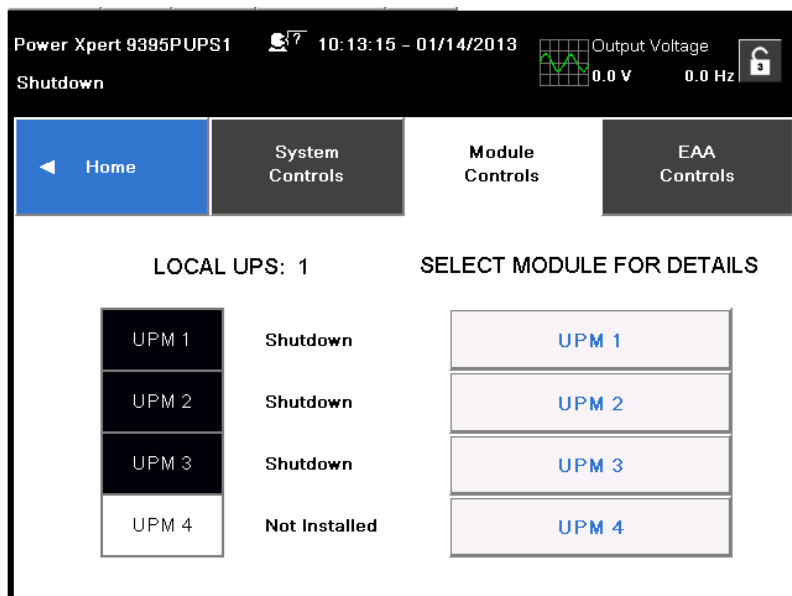 Power Xpert 9395PUPS1 ? 10:13:15 - 01/14/2013 Output Voltage
Shutdown 0.0 V 0.0 Hz 3
Home System Controls Module Controls EAA Controls
LOCAL UPS: 1 SELECT MODULE FOR DETAILS
UPM 1 Shutdown UPM 1
UPM 2 Shutdown UPM 2
UPM 3 Shutdown UPM 3
UPM 4 Not Installed UPM 4